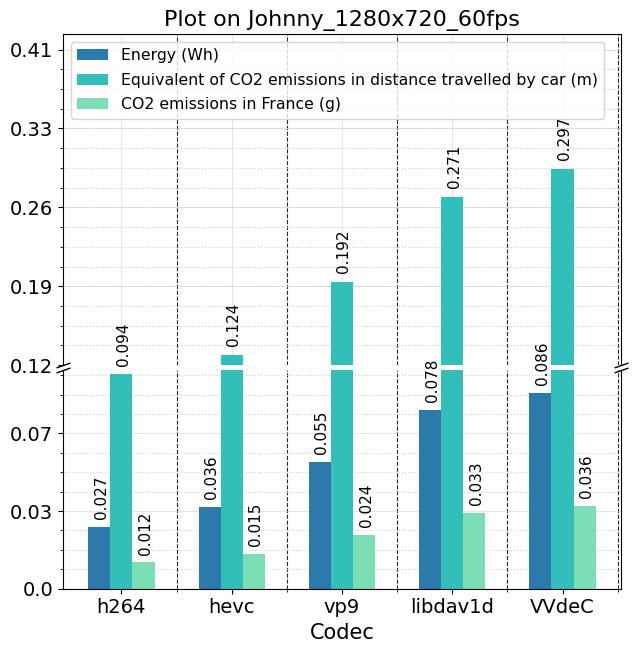 Plot on Johnny_1280x720_60fps
Energy (Wh)
Equivalent of CO2 emissions in distance travelled by car (m)
CO2 emissions in France (g)
0.41
0.33
0.26
0.19
0.12
0.07
0.03
0.0
0.027
0.094
0.012
0.036
0.124
0.015
0.055
0.192
0.024
0.078
0.271
0.033
0.086
0.297
0.036
h264
hevc
vp9
libdav1d
VVdeC
Codec